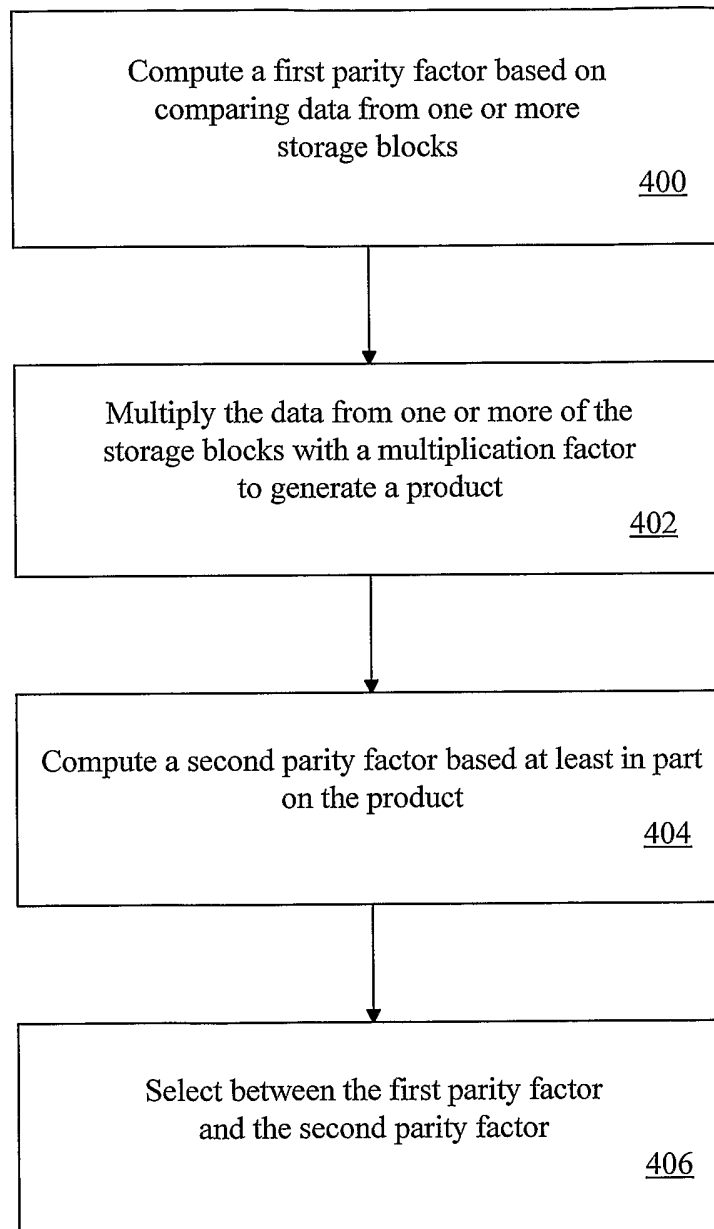 Compute a first parity factor based on
comparing data from one or more
storage blocks
400
Multiply the data from one or more of the
storage blocks with a multiplication factor
to generate a product
402
Compute a second parity factor based at least in part
on the product
404
Select between the first parity factor
and the second parity factor
406